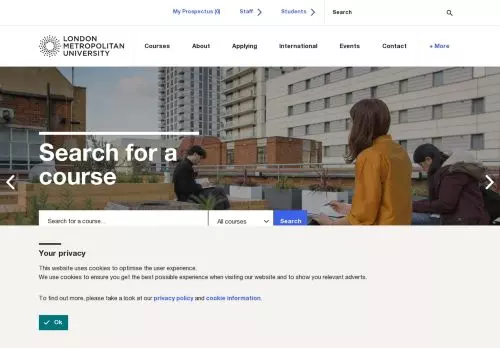 My Prospectus (0)
Staff
Students
Search
LONDON
METROPOLITAN
UNIVERSITY
Courses
About
Applying
International
Events
Contact
+ More
Search for a
course
Search for a course...
All courses
Search
Your privacy
This website uses cookies to optimise the user experience.
We use cookies to ensure you get the best possible experience when visiting our website and to show you relevant adverts.
To find out more, please take a look at our privacy policy and cookie information.
Ok